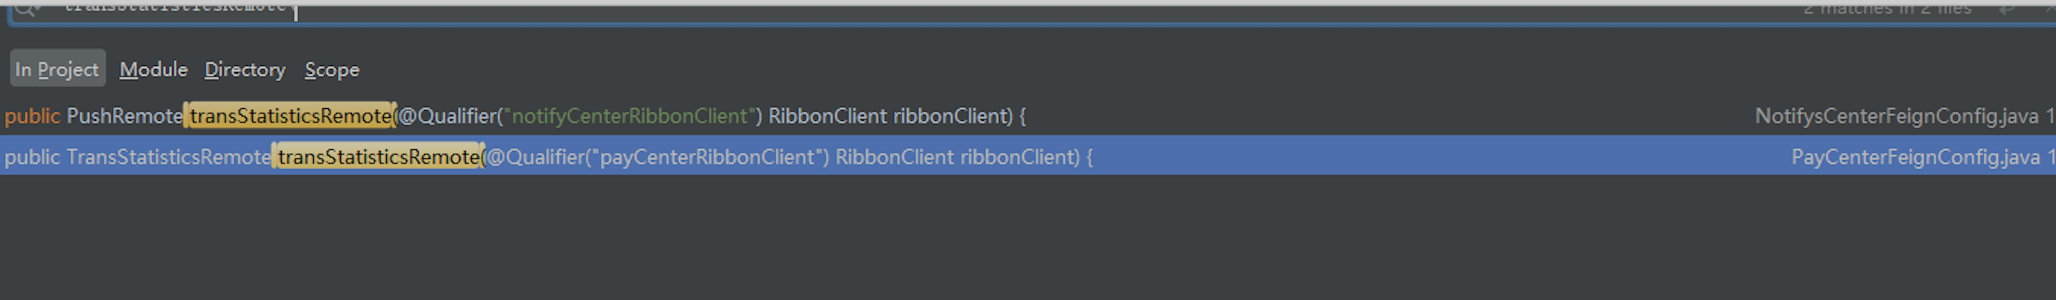 transStatisticsRemote(
2 matches in 2 files
In Project Module Directory Scope
public PushRemote transStatisticsRemote(@Qualifier("notifyCenterRibbonClient") RibbonClient ribbonClient) { NotifysCenterFeignConfig.java 1
public TransStatisticsRemote transStatisticsRemote(@Qualifier("payCenterRibbonClient") RibbonClient ribbonClient) { PayCenterFeignConfig.java 1